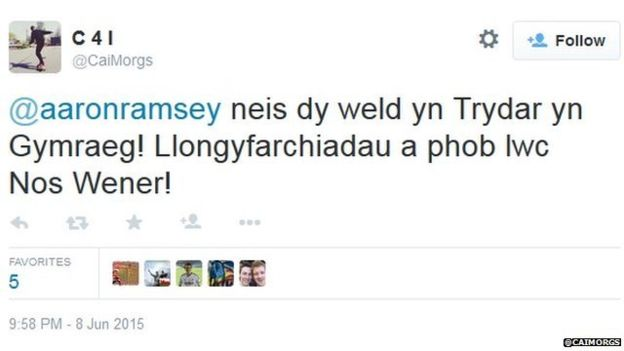 C 4 I
@CaiMorgs
Follow
@aaronramsey neis dy weld yn Trydar yn
Gymraeg! Llongyfarchiadau a phob lwc
Nos Wener!
FAVORITES
5
9:58 PM - 8 Jun 2015
@CAIMORGS